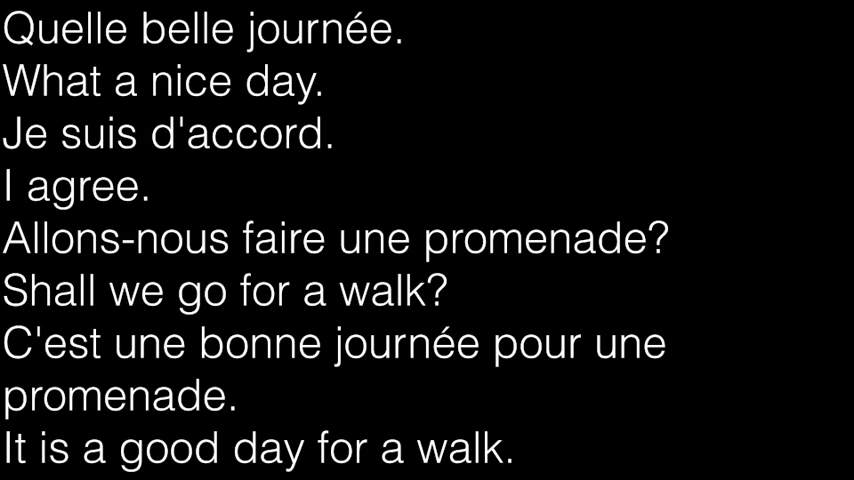 Quelle belle journée.
What a nice day.
Je suis d'accord.
I agree.
Allons-nous faire une promenade?
Shall we go for a walk?
C'est une bonne journée pour une
promenade.
It is a good day for a walk.